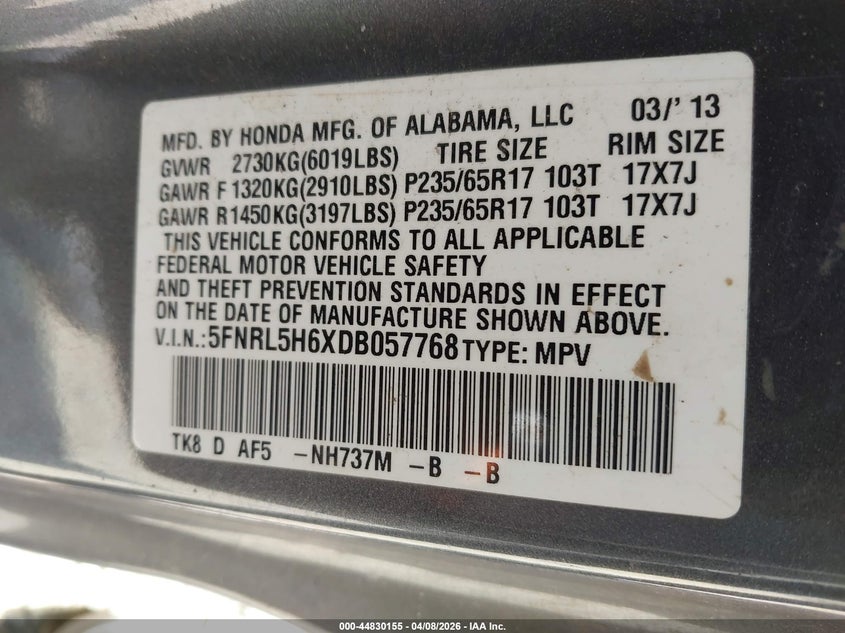 MFD. BY HONDA MFG. OF ALABAMA, LLC 03/' 13
GVWR 2730KG(6019LBS) TIRE SIZE RIM SIZE
GAWR F1320KG(2910LBS) P235/65R17 103T 17X7J
GAWR R1450KG(3197LBS) P235/65R17 103T 17X7J
THIS VEHICLE CONFORMS TO ALL APPLICABLE
FEDERAL MOTOR VEHICLE SAFETY
AND THEFT PREVENTION STANDARDS IN EFFECT
ON THE DATE OF MANUFACTURE SHOWN ABOVE.
V.I.N.:5FNRL5H6XDB057768 TYPE: MPV
TK8 D AF5 -NH737M -B -B
000-44830155 - 04/08/2026 - IAA Inc.